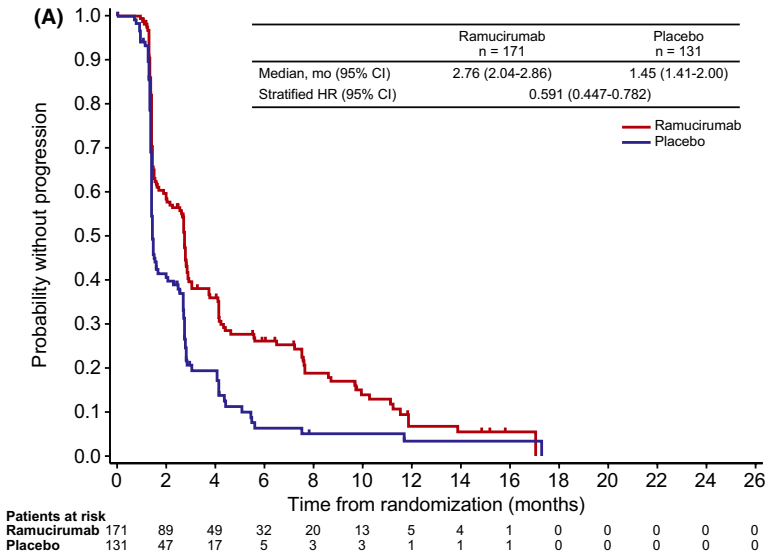 (A)
Ramucirumab Placebo
n = 171 n = 131
Median, mo (95% CI) 2.76 (2.04-2.86) 1.45 (1.41-2.00)
Stratified HR (95% CI) 0.591 (0.447-0.782)
Ramucirumab
Placebo
Probability without progression
1.0
0.9
0.8
0.7
0.6
0.5
0.4
0.3
0.2
0.1
0.0
0 2 4 6 8 10 12 14 16 18 20 22 24 26
Time from randomization (months)
Patients at risk
Ramucirumab 171 89 49 32 20 13 5 4 1 0 0 0 0 0
Placebo 131 47 17 5 3 3 1 1 1 0 0 0 0 0